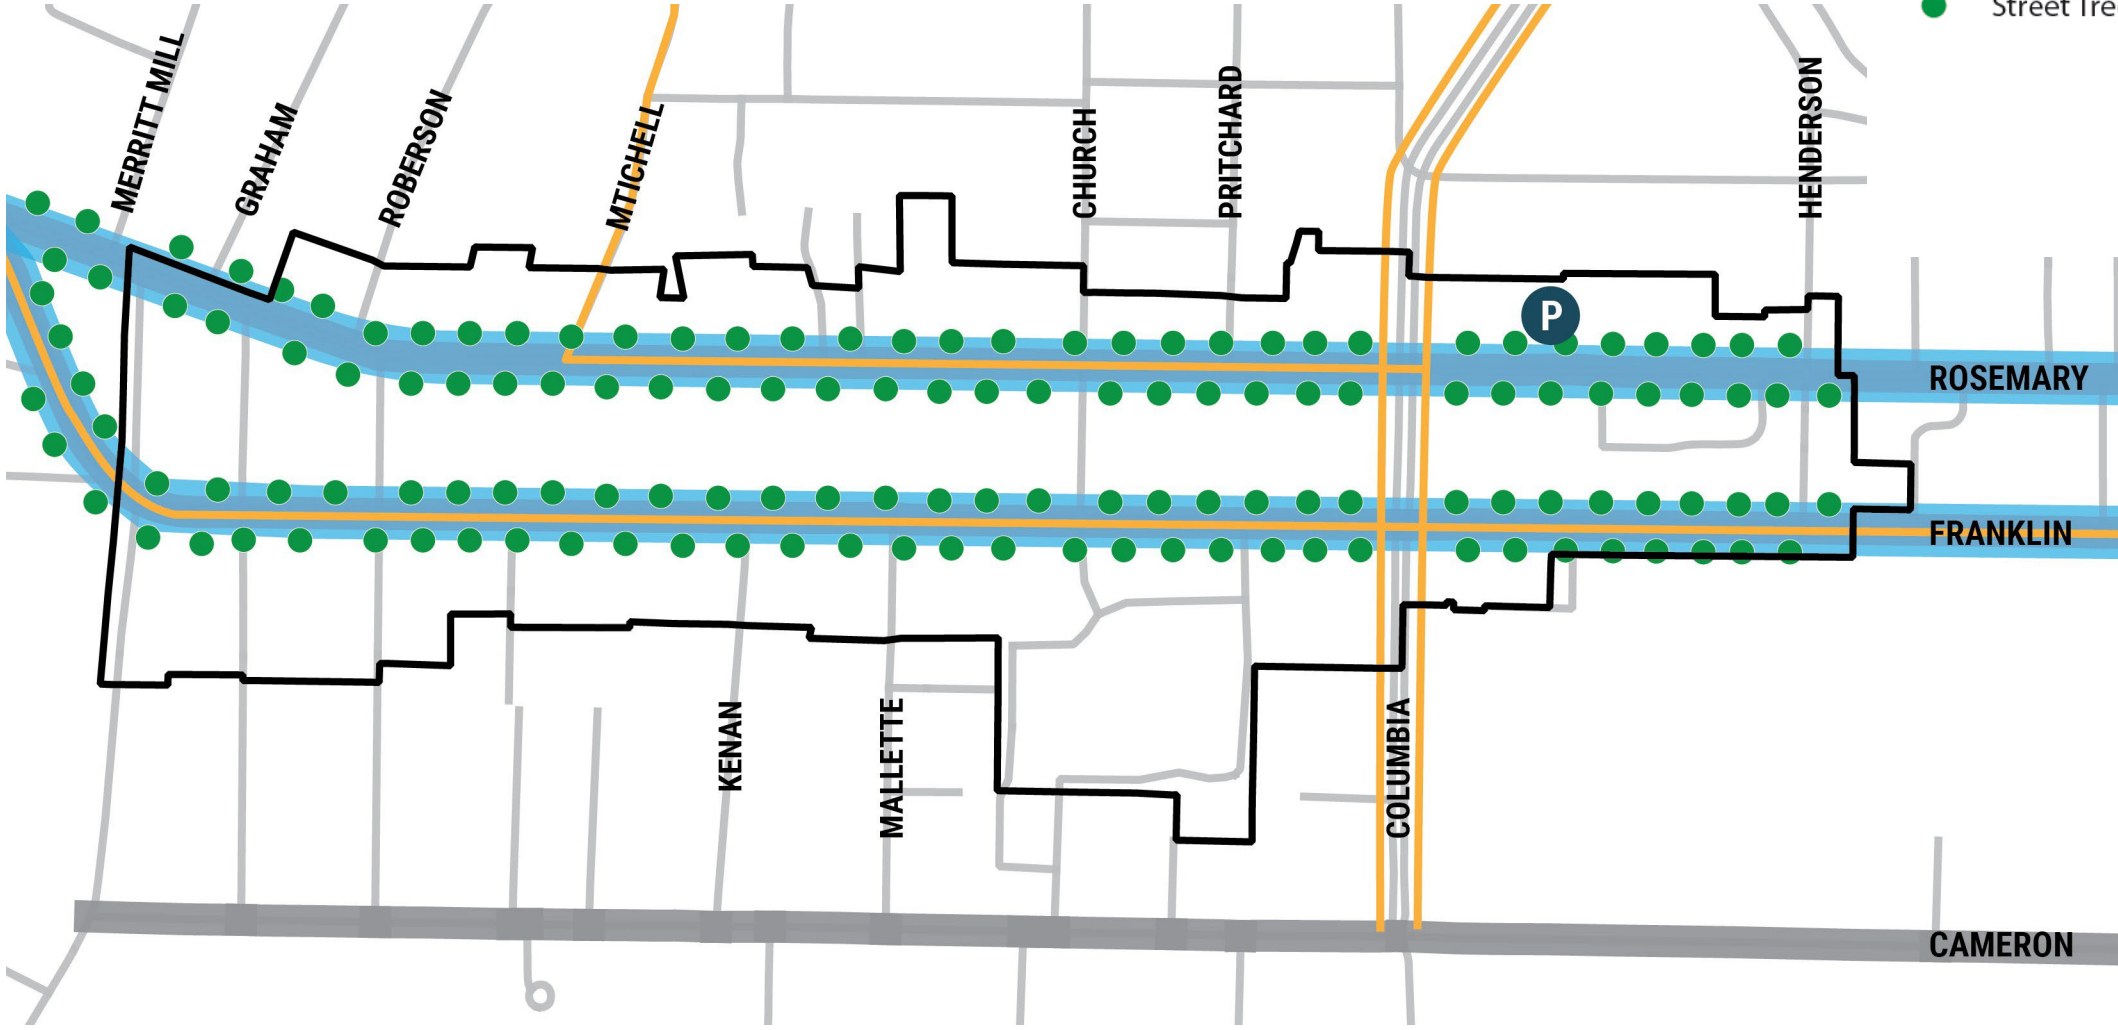 Street Tre
MERRITT MILL
GRAHAM
ROBERSON
MTICHELL
CHURCH
PRITCHARD
HENDERSON
P
ROSEMARY
FRANKLIN
KENAN
MALLETTE
COLUMBIA
CAMERON